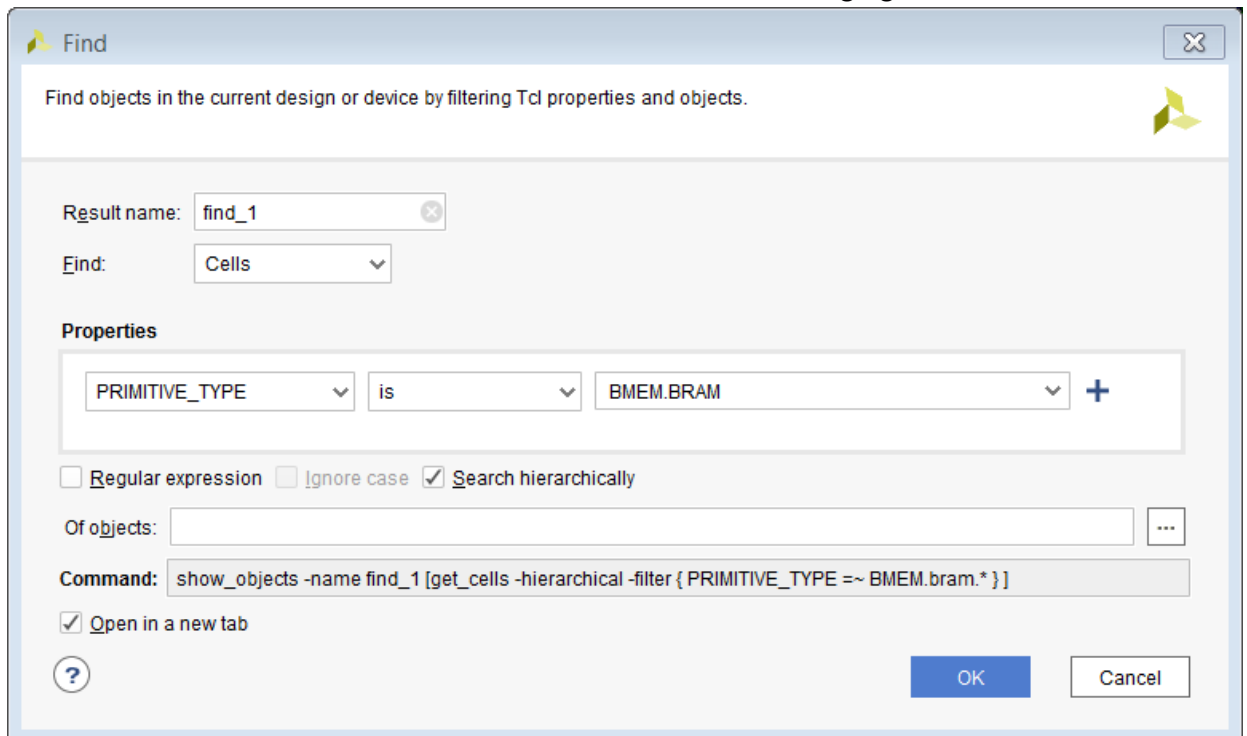 Find
Find objects in the current design or device by filtering Tcl properties and objects.
Result name: find_1
Find: Cells
Properties
PRIMITIVE_TYPE is BMEM.BRAM +
Regular expression Ignore case Search hierarchically
Of objects: ...
Command: show_objects -name find_1 [get_cells -hierarchical -filter { PRIMITIVE_TYPE =~ BMEM.bram.* } ]
Open in a new tab
? OK Cancel